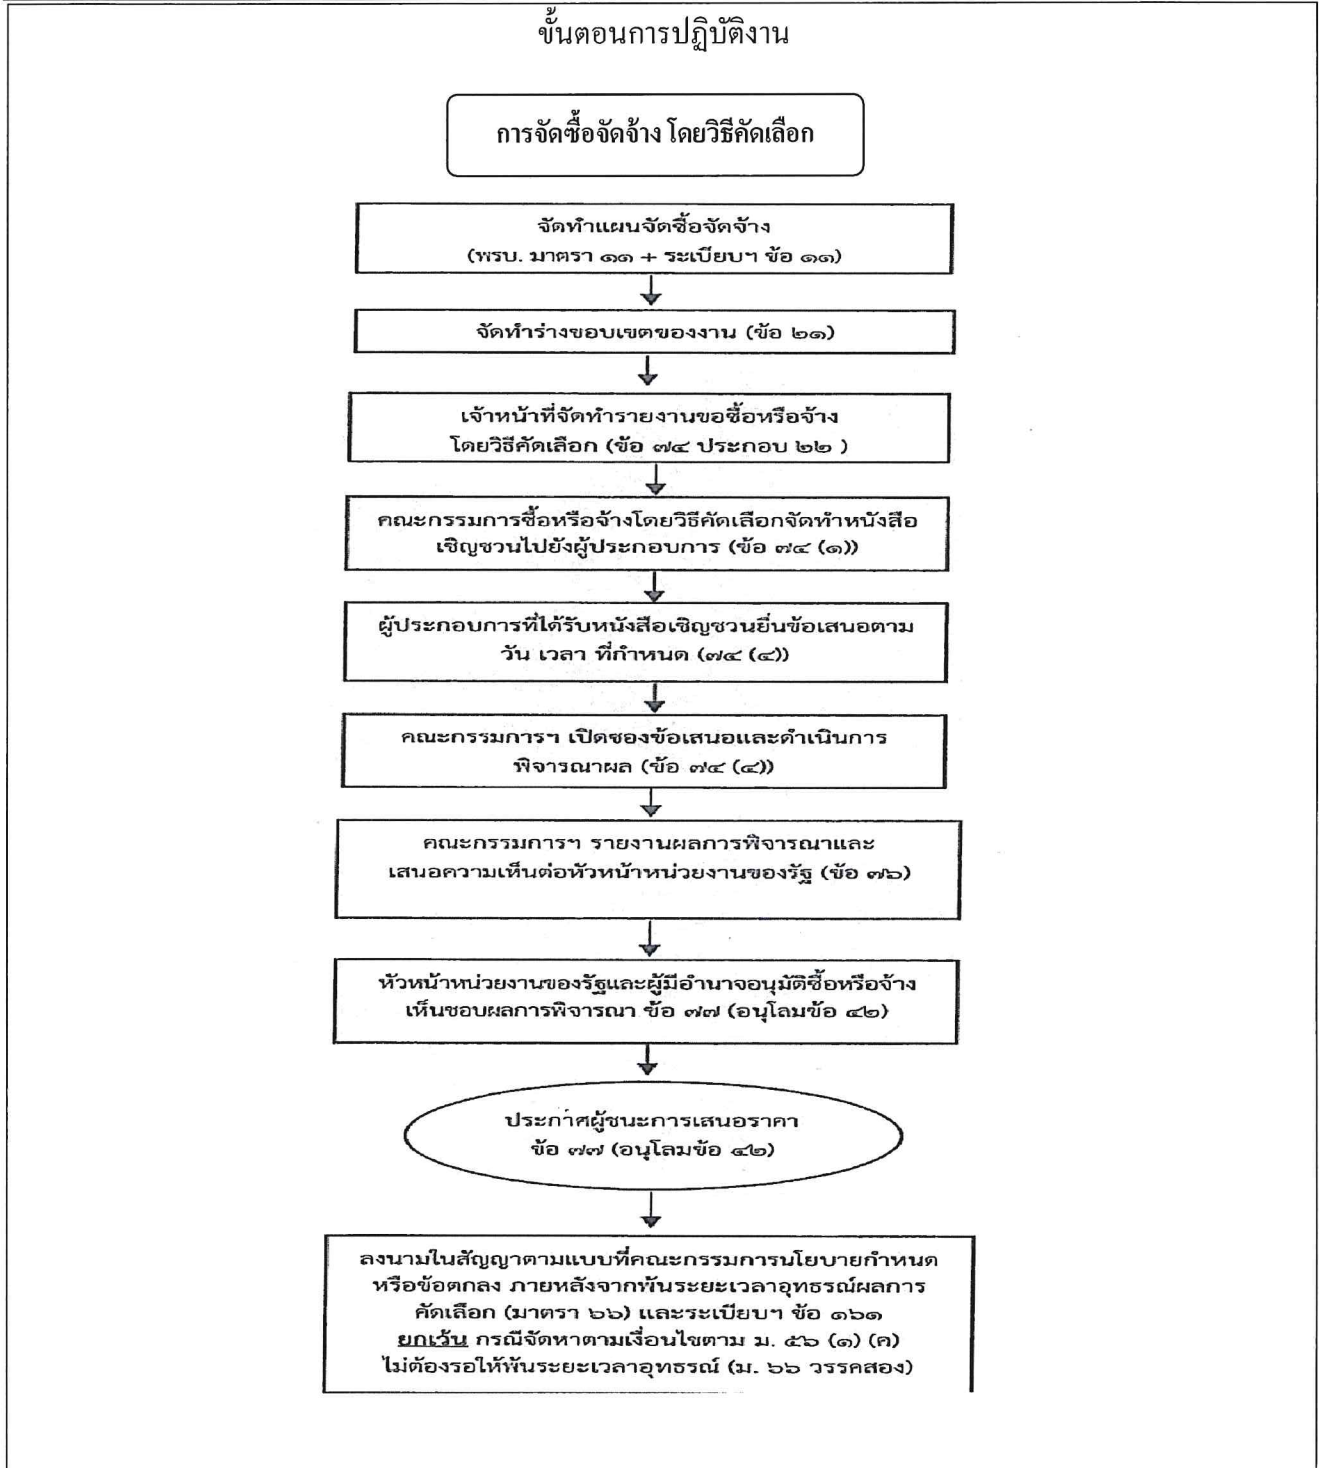 ขั้นตอนการปฏิบัติงาน
การจัดซื้อจัดจ้าง โดยวิธีคัดเลือก
จัดทำแผนจัดซื้อจัดจ้าง
(พรบ. มาตรา ๑๑ + ระเบียบฯ ข้อ ๑๑)
จัดทำร่างขอบเขตของงาน (ข้อ ๒๑)
เจ้าหน้าที่จัดทำรายงานขอซื้อหรือจ้าง
โดยวิธีคัดเลือก (ข้อ ๗๔ ประกอบ ๒๒ )
คณะกรรมการซื้อหรือจ้างโดยวิธีคัดเลือกจัดทำหนังสือ
เชิญชวนไปยังผู้ประกอบการ (ข้อ ๗๔ (๑))
ผู้ประกอบการที่ได้รับหนังสือเชิญชวนยื่นข้อเสนอตาม
วัน เวลา ที่กำหนด (๗๔ (๔))
คณะกรรมการฯ เปิดซองข้อเสนอและดำเนินการ
พิจารณาผล (ข้อ ๗๔ (๔))
คณะกรรมการฯ รายงานผลการพิจารณาและ
เสนอความเห็นต่อหัวหน้าหน่วยงานของรัฐ (ข้อ ๗๖)
หัวหน้าหน่วยงานของรัฐและผู้มีอำนาจอนุมัติซื้อหรือจ้าง
เห็นชอบผลการพิจารณา ข้อ ๗๗ (อนุโลมข้อ ๔๒)
ประกาศผู้ชนะการเสนอราคา
ข้อ ๗๗ (อนุโลมข้อ ๔๒)
ลงนามในสัญญาตามแบบที่คณะกรรมการนโยบายกำหนด
หรือข้อตกลง ภายหลังจากพ้นระยะเวลาอุทธรณ์ผลการ
คัดเลือก (มาตรา ๖๖) และระเบียบฯ ข้อ ๑๖๑
ยกเว้น กรณีจัดหาตามเงื่อนไขตาม ม. ๕๖ (๑) (ค)
ไม่ต้องรอให้พ้นระยะเวลาอุทธรณ์ (ม. ๖๖ วรรคสอง)